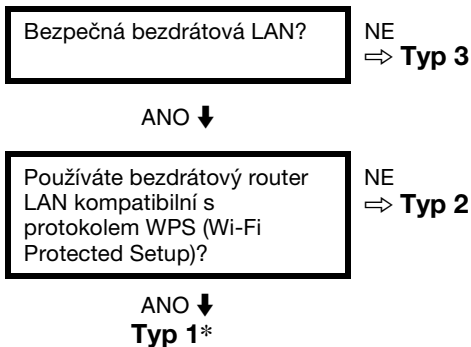 Bezpečná bezdrátová LAN?
NE
⇨ Typ 3
ANO ⬇
Používáte bezdrátový router
LAN kompatibilní s
protokolem WPS (Wi-Fi
Protected Setup)?
NE
⇨ Typ 2
ANO ⬇
Typ 1*